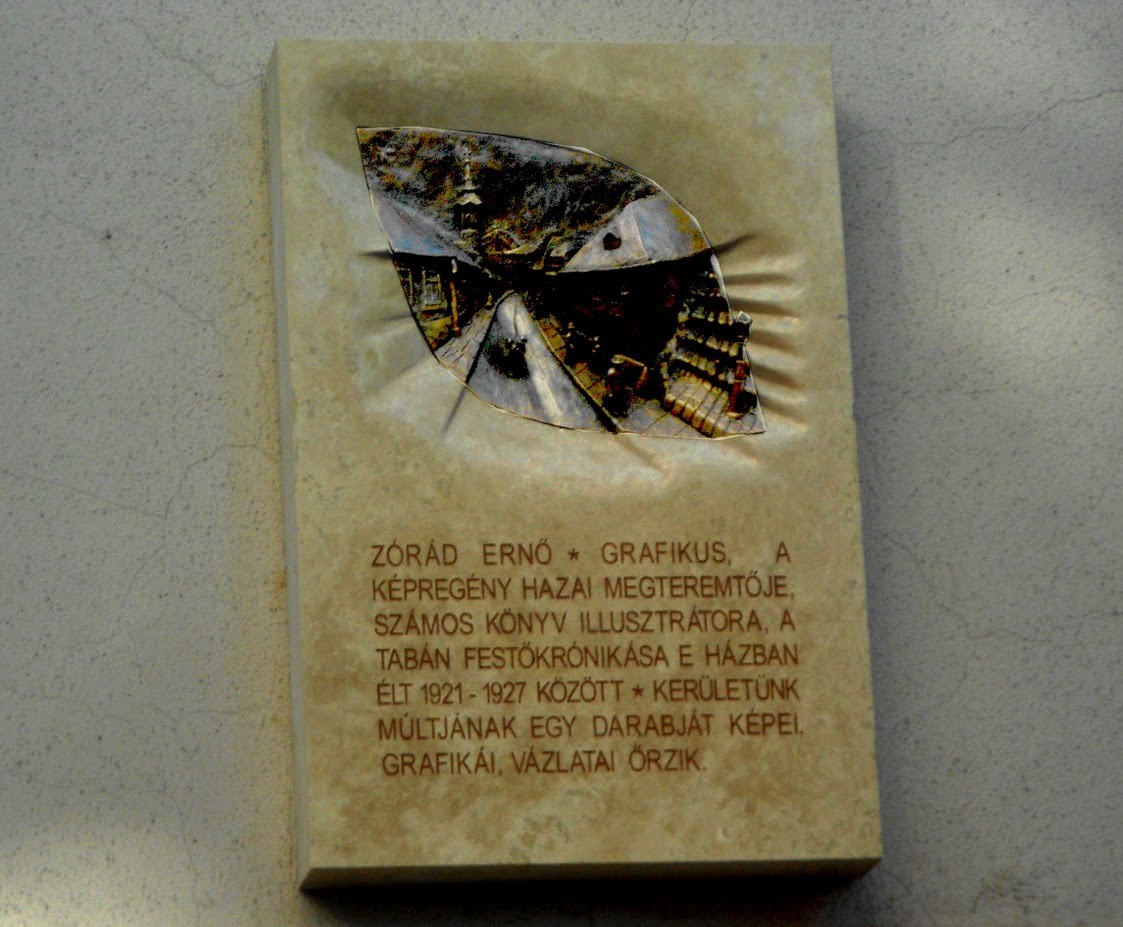 ZÓRÁD ERNŐ * GRAFIKUS, A
KÉPREGÉNY HAZAI MEGTEREMTŐJE,
SZÁMOS KÖNYV ILLUSZTRÁTORA, A
TABÁN FESTŐKRÓNIKÁSA E HÁZBAN
ÉLT 1921 - 1927 KÖZÖTT * KERÜLETÜNK
MÚLTJÁNAK EGY DARABJÁT KÉPEI,
GRAFIKÁI, VÁZLATAI ŐRZIK.